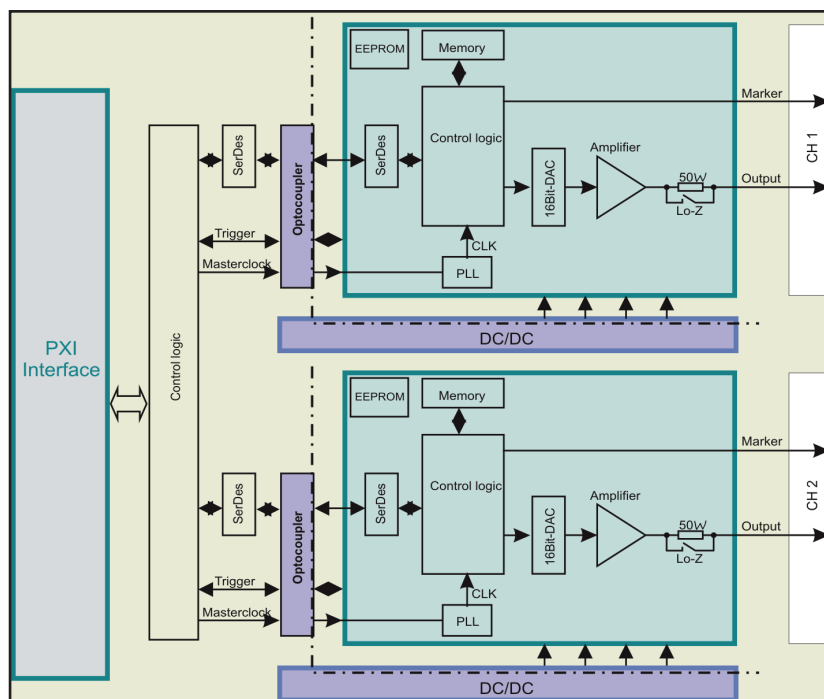 PXI
Interface
Control logic
SerDes
Trigger
Masterclock
Optocoupler
EEPROM
Memory
SerDes
Control logic
CLK
PLL
16Bit-DAC
Amplifier
50W
Lo-Z
Marker
Output
CH 1
DC/DC
SerDes
Trigger
Masterclock
Optocoupler
EEPROM
Memory
SerDes
Control logic
CLK
PLL
16Bit-DAC
Amplifier
50W
Lo-Z
Marker
Output
CH 2
DC/DC